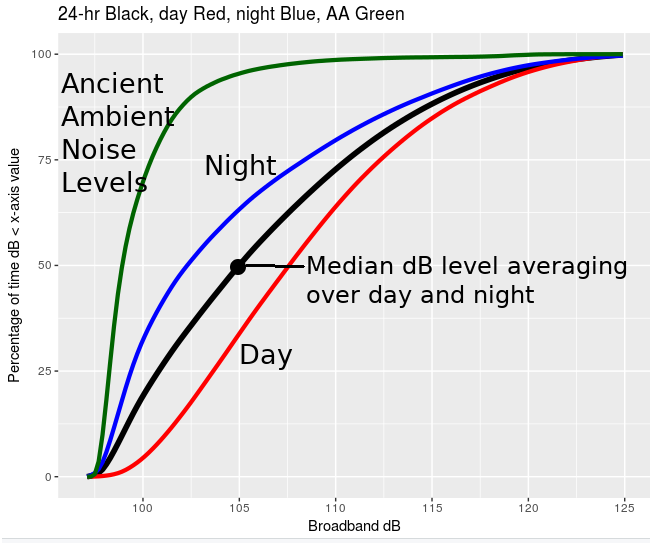 24-hr Black, day Red, night Blue, AA Green
Percentage of time dB < x-axis value
100
75
50
25
0
Ancient
Ambient
Noise
Levels
Night
Median dB level averaging
over day and night
Day
100 105 110 115 120 125
Broadband dB